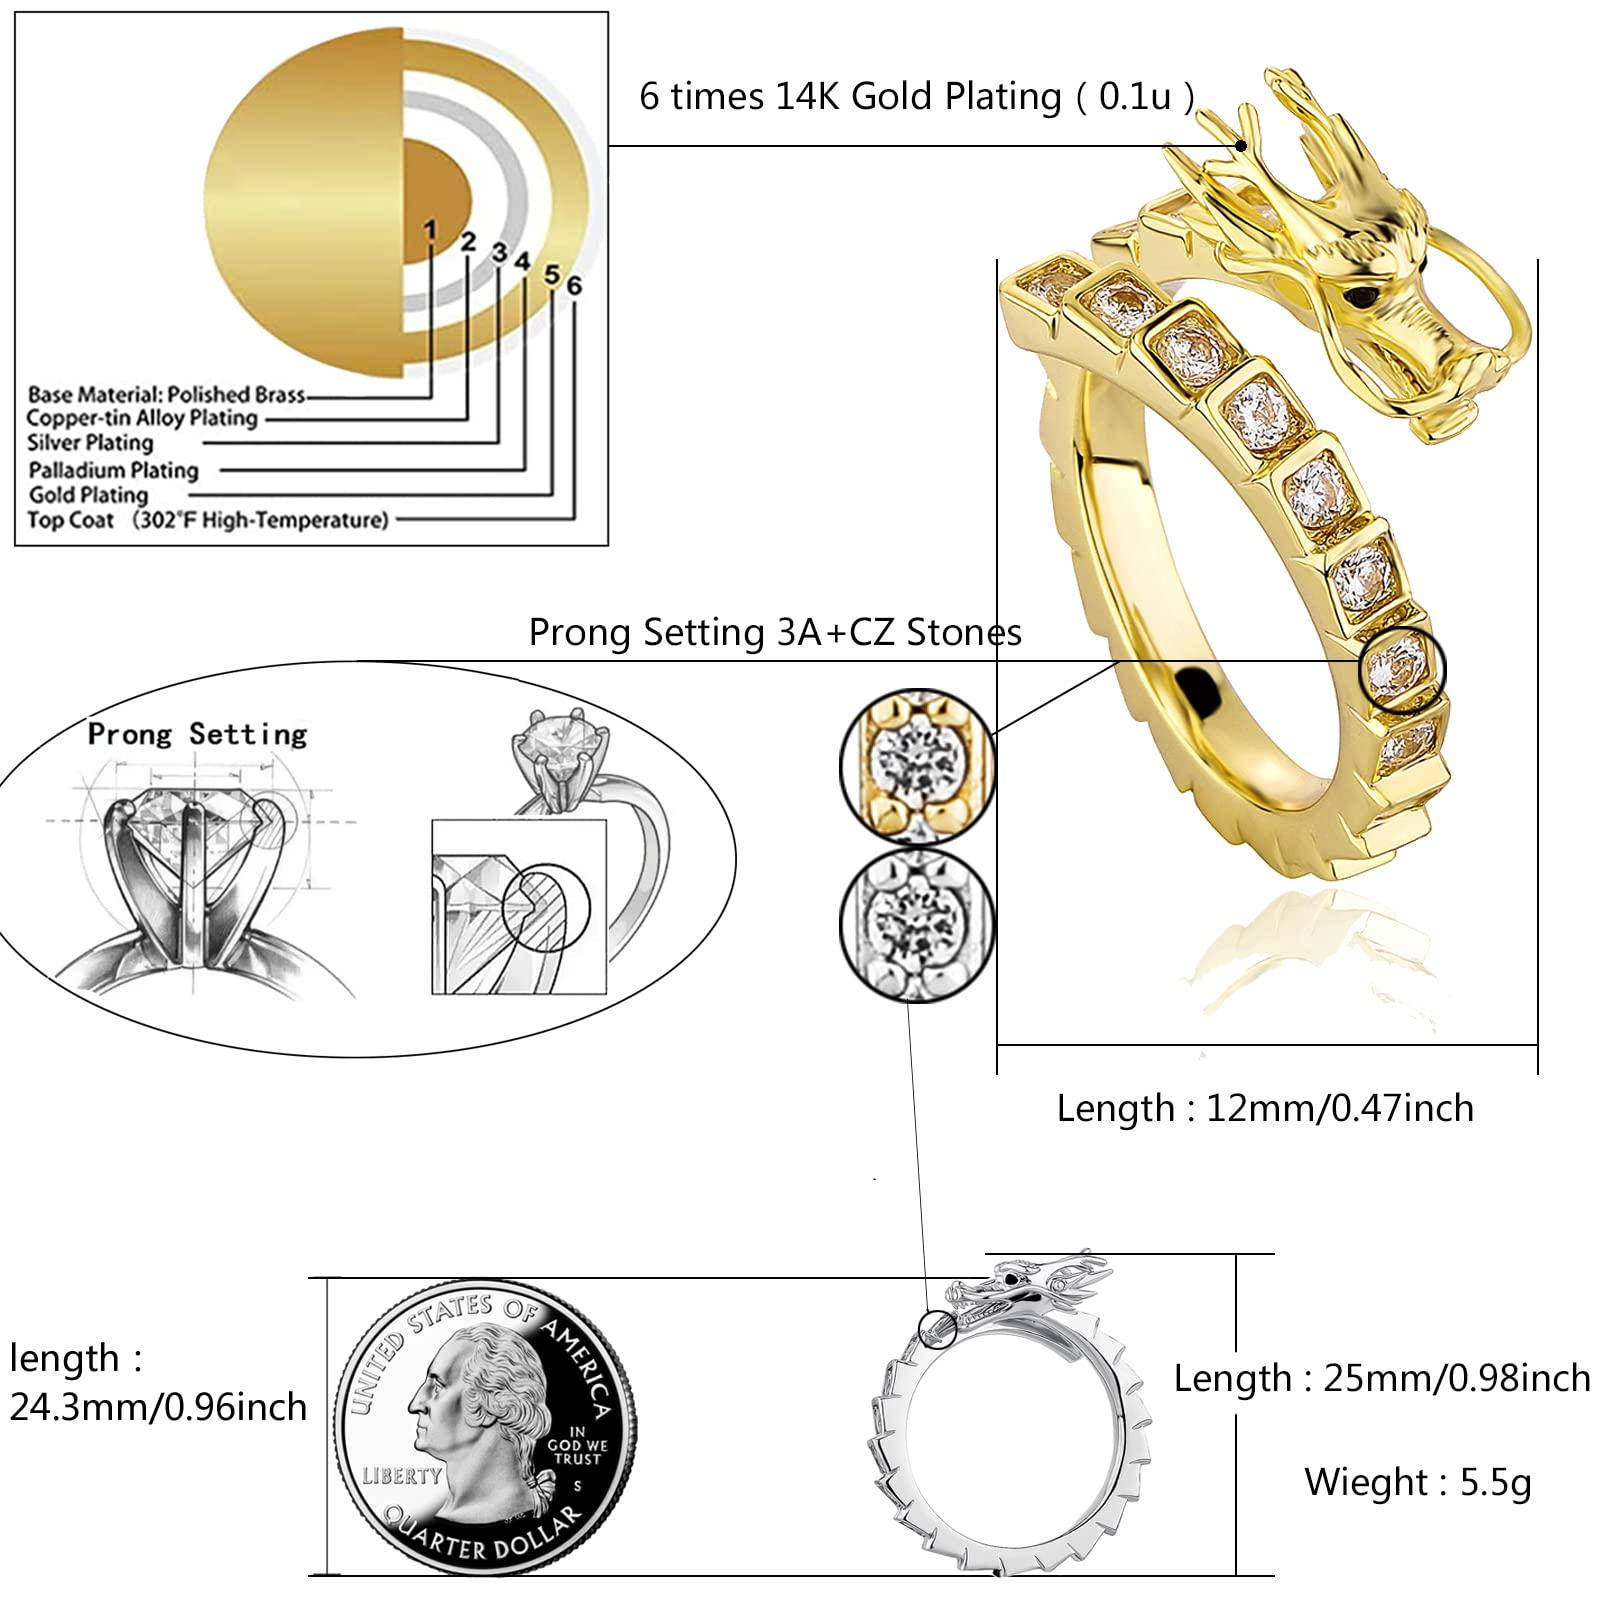 6 times 14K Gold Plating ( 0.1u )
1
2
3
4
5
6
Base Material: Polished Brass
Copper-tin Alloy Plating
Silver Plating
Palladium Plating
Gold Plating
Top Coat (302°F High-Temperature)
Prong Setting 3A+CZ Stones
Prong Setting
Length : 12mm/0.47inch
length :
24.3mm/0.96inch
UNITED STATES OF AMERICA
IN
GOD WE
TRUST
LIBERTY
S
QUARTER DOLLAR
Length : 25mm/0.98inch
Wieght : 5.5g